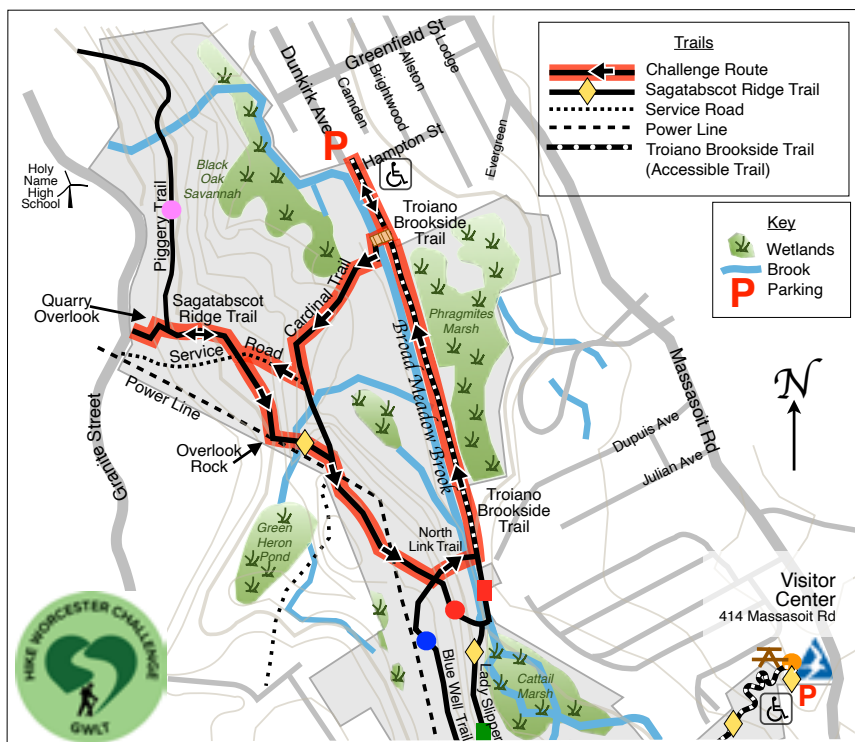 Trails
Challenge Route
Sagatabscot Ridge Trail
Service Road
Power Line
Troiano Brookside Trail
(Accessible Trail)
Key
Wetlands
Brook
P
Parking
Greenfield St
Dunkirk Ave
Camden
Brightwood
Allston
Lodge
Evergreen
Hampton St
P
Holy
Name
High
School
Black
Oak
Savannah
Piggery Trail
Troiano
Brookside
Trail
Quarry
Overlook
Sagatabscot
Ridge Trail
Cardinal Trail
Service
Road
Power Line
Phragmites
Marsh
Broad Meadow Brook
Massasoit Rd
N
Granite Street
Overlook
Rock
Dupuis Ave
Julian Ave
Troiano
Brookside
Trail
Green
Heron
Pond
North
Link Trail
Visitor
Center
414 Massasoit Rd
P
Blue Well Trail
Lady Slipper
Cattail
Marsh
HIKE WORCESTER CHALLENGE
GWLT